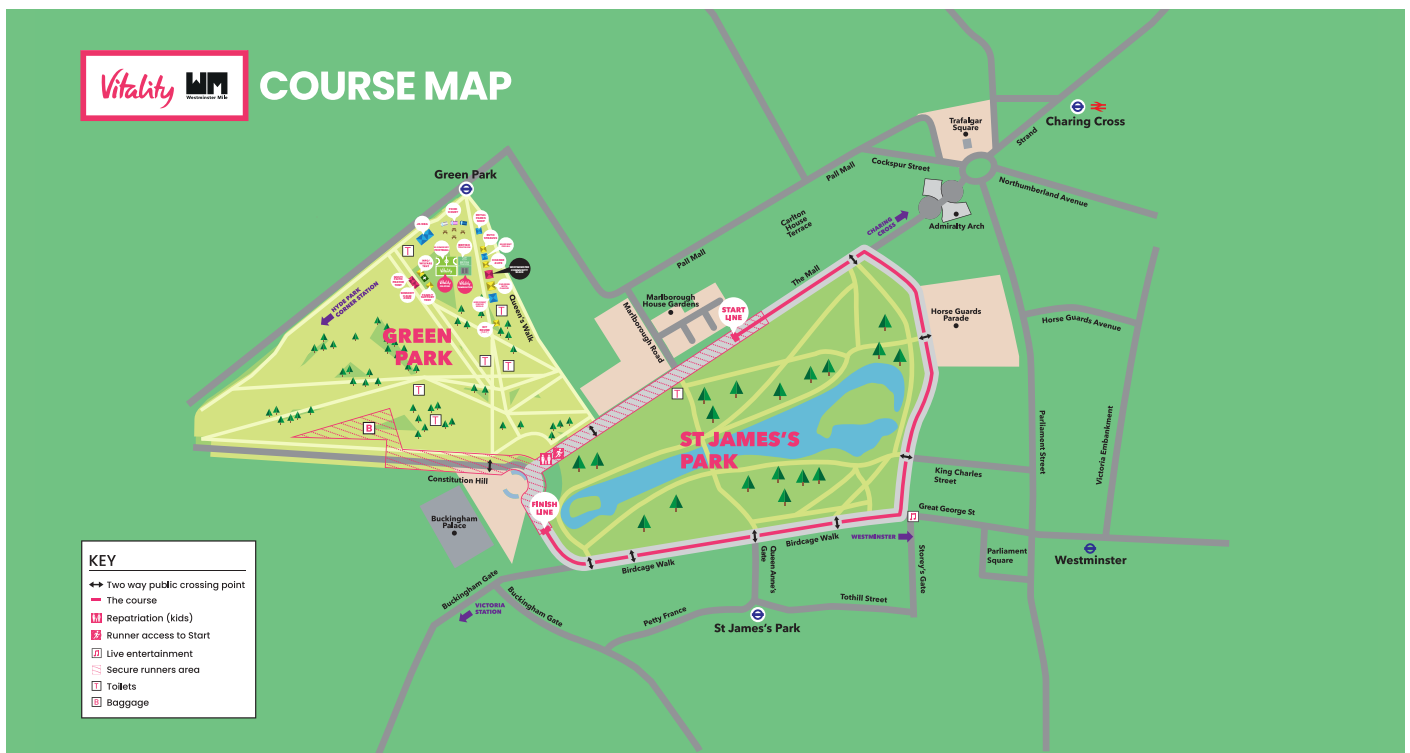 Vitality
WM
Westminster Mile
COURSE MAP
Green Park
Trafalgar
Square
Charing Cross
Strand
Cockspur Street
Pall Mall
Northumberland Avenue
Carlton
House
Terrace
CHARING
CROSS
Admiralty Arch
Pall Mall
The Mall
Marlborough
House Gardens
START
LINE
Marlborough Road
Horse Guards
Parade
Horse Guards Avenue
HYDE PARK
CORNER STATION
Queen's Walk
GREEN
PARK
T
T
T
T
T
T
T
B
ST JAMES'S
PARK
Parliament Street
Victoria Embankment
King Charles
Street
Constitution Hill
FINISH
LINE
Buckingham
Palace
Great George St
WESTMINSTER
Birdcage Walk
Birdcage Walk
Queen Anne's
Gate
Storey's Gate
Parliament
Square
Westminster
Buckingham Gate
Buckingham Gate
VICTORIA
STATION
Petty France
Tothill Street
St James's Park
KEY
Two way public crossing point
The course
Repatriation (kids)
Runner access to Start
Live entertainment
Secure runners area
T Toilets
B Baggage